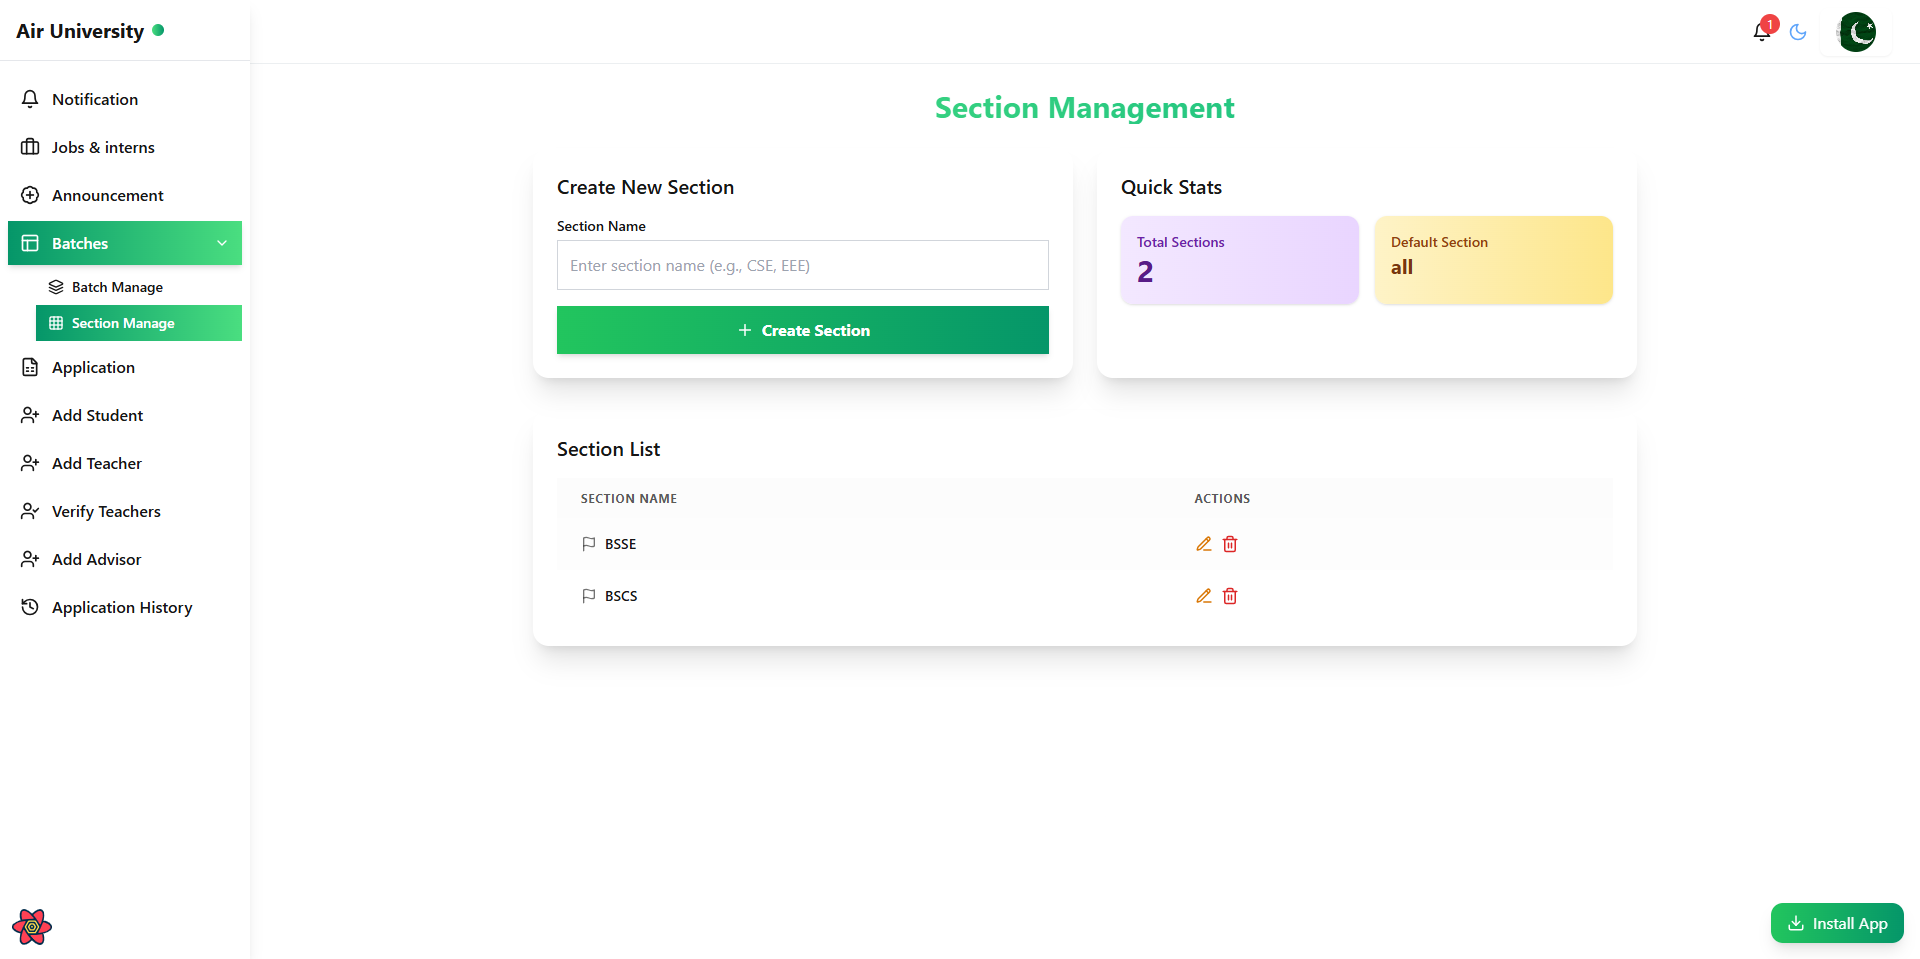 Air University
1
Notification
Jobs & interns
Announcement
Batches
Batch Manage
Section Manage
Application
Add Student
Add Teacher
Verify Teachers
Add Advisor
Application History
Section Management
Create New Section
Section Name
Enter section name (e.g., CSE, EEE)
Create Section
Quick Stats
Total Sections
2
Default Section
all
Section List
SECTION NAME
ACTIONS
BSSE
BSCS
Install App